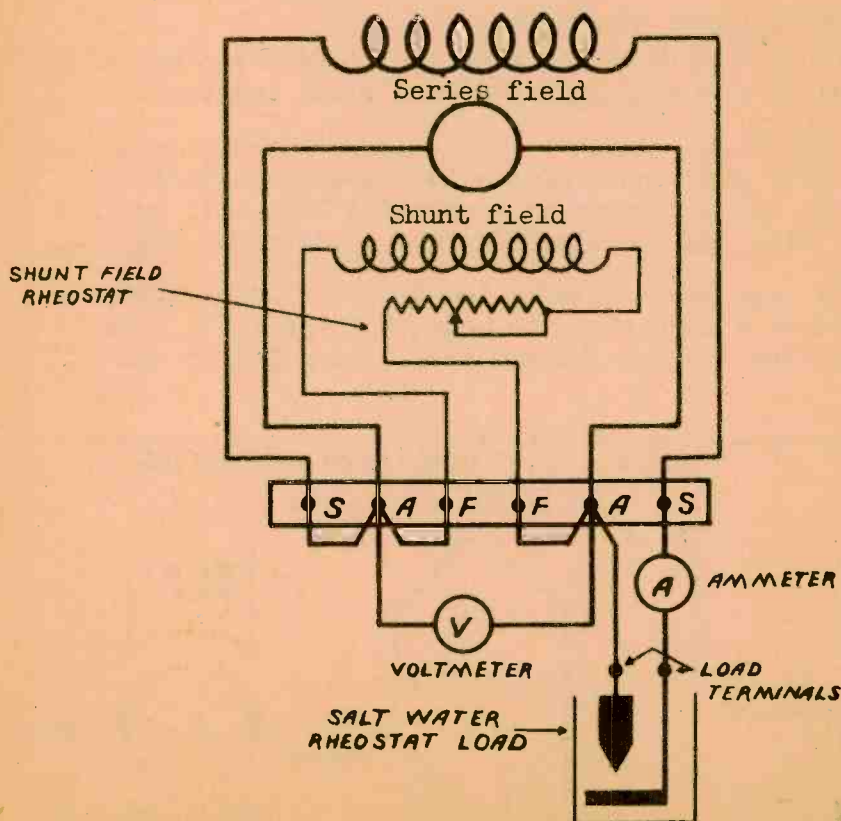 Series field
Shunt field
SHUNT FIELD
RHEOSTAT
S A F F A S
A
AMMETER
V
VOLTMETER
LOAD
TERMINALS
SALT WATER
RHEOSTAT LOAD